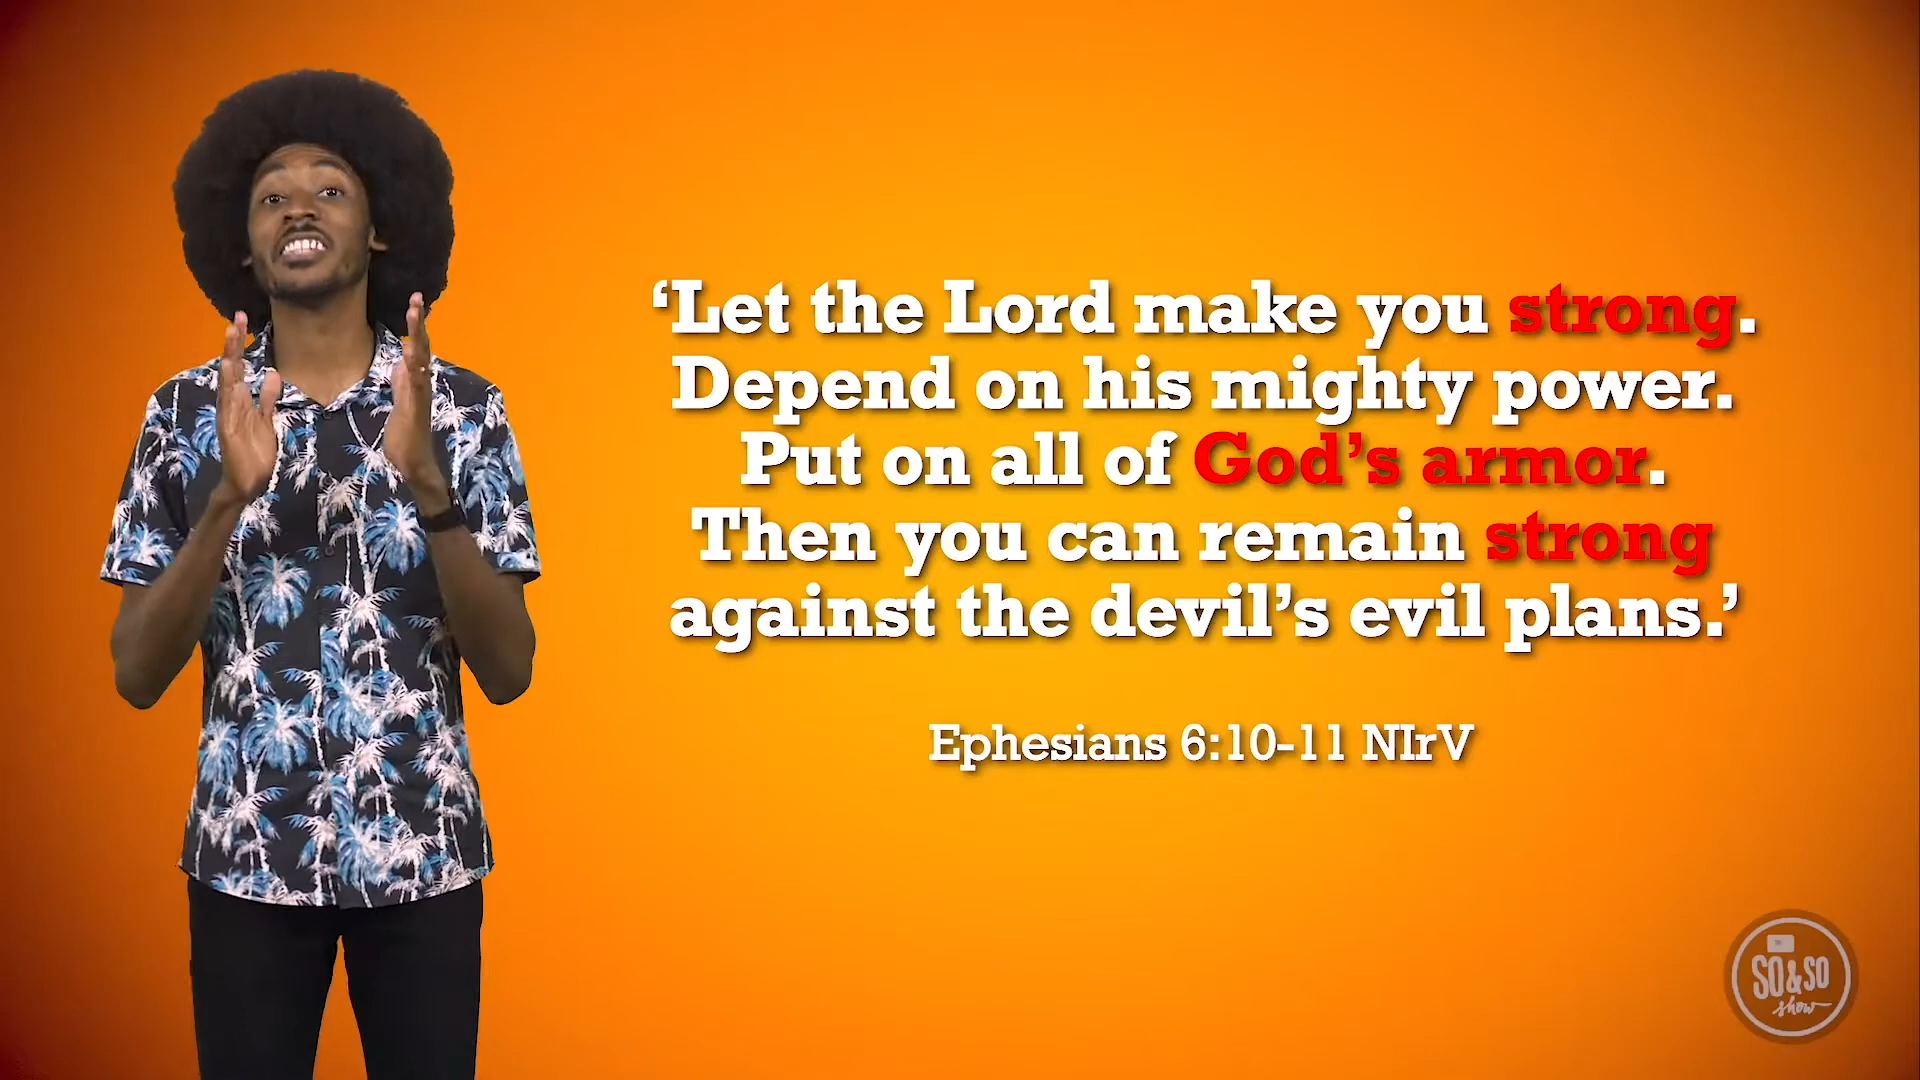 ‘Let the Lord make you strong.
Depend on his mighty power.
Put on all of God’s armor.
Then you can remain strong
against the devil’s evil plans.’
Ephesians 6:10-11 NIrV
SO & SO
show